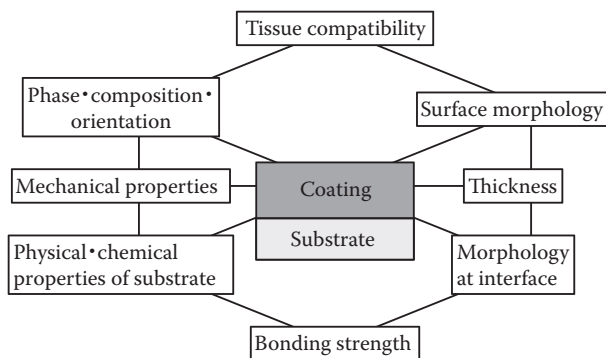 Tissue compatibility
Phase・composition・
orientation
Surface morphology
Mechanical properties
Coating
Thickness
Substrate
Physical・chemical
properties of substrate
Morphology
at interface
Bonding strength